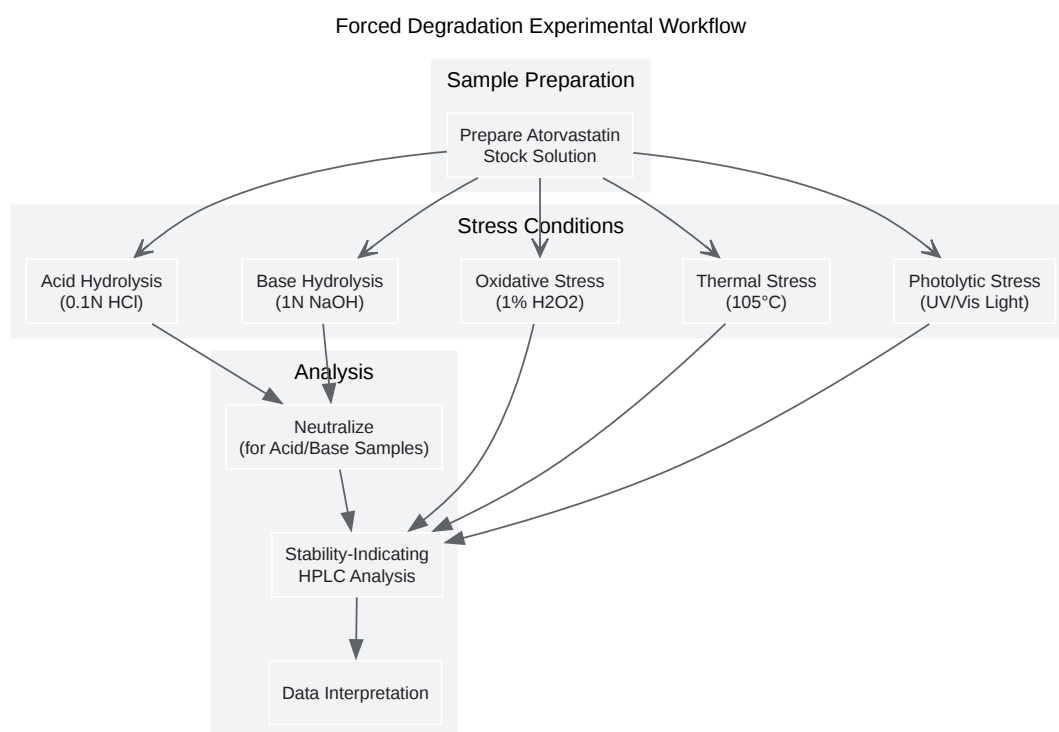 Forced Degradation Experimental Workflow
Sample Preparation
Prepare Atorvastatin
Stock Solution
Stress Conditions
Acid Hydrolysis
(0.1N HCl)
Base Hydrolysis
(1N NaOH)
Oxidative Stress
(1% H2O2)
Thermal Stress
(105°C)
Photolytic Stress
(UV/Vis Light)
Analysis
Neutralize
(for Acid/Base Samples)
Stability-Indicating
HPLC Analysis
Data Interpretation